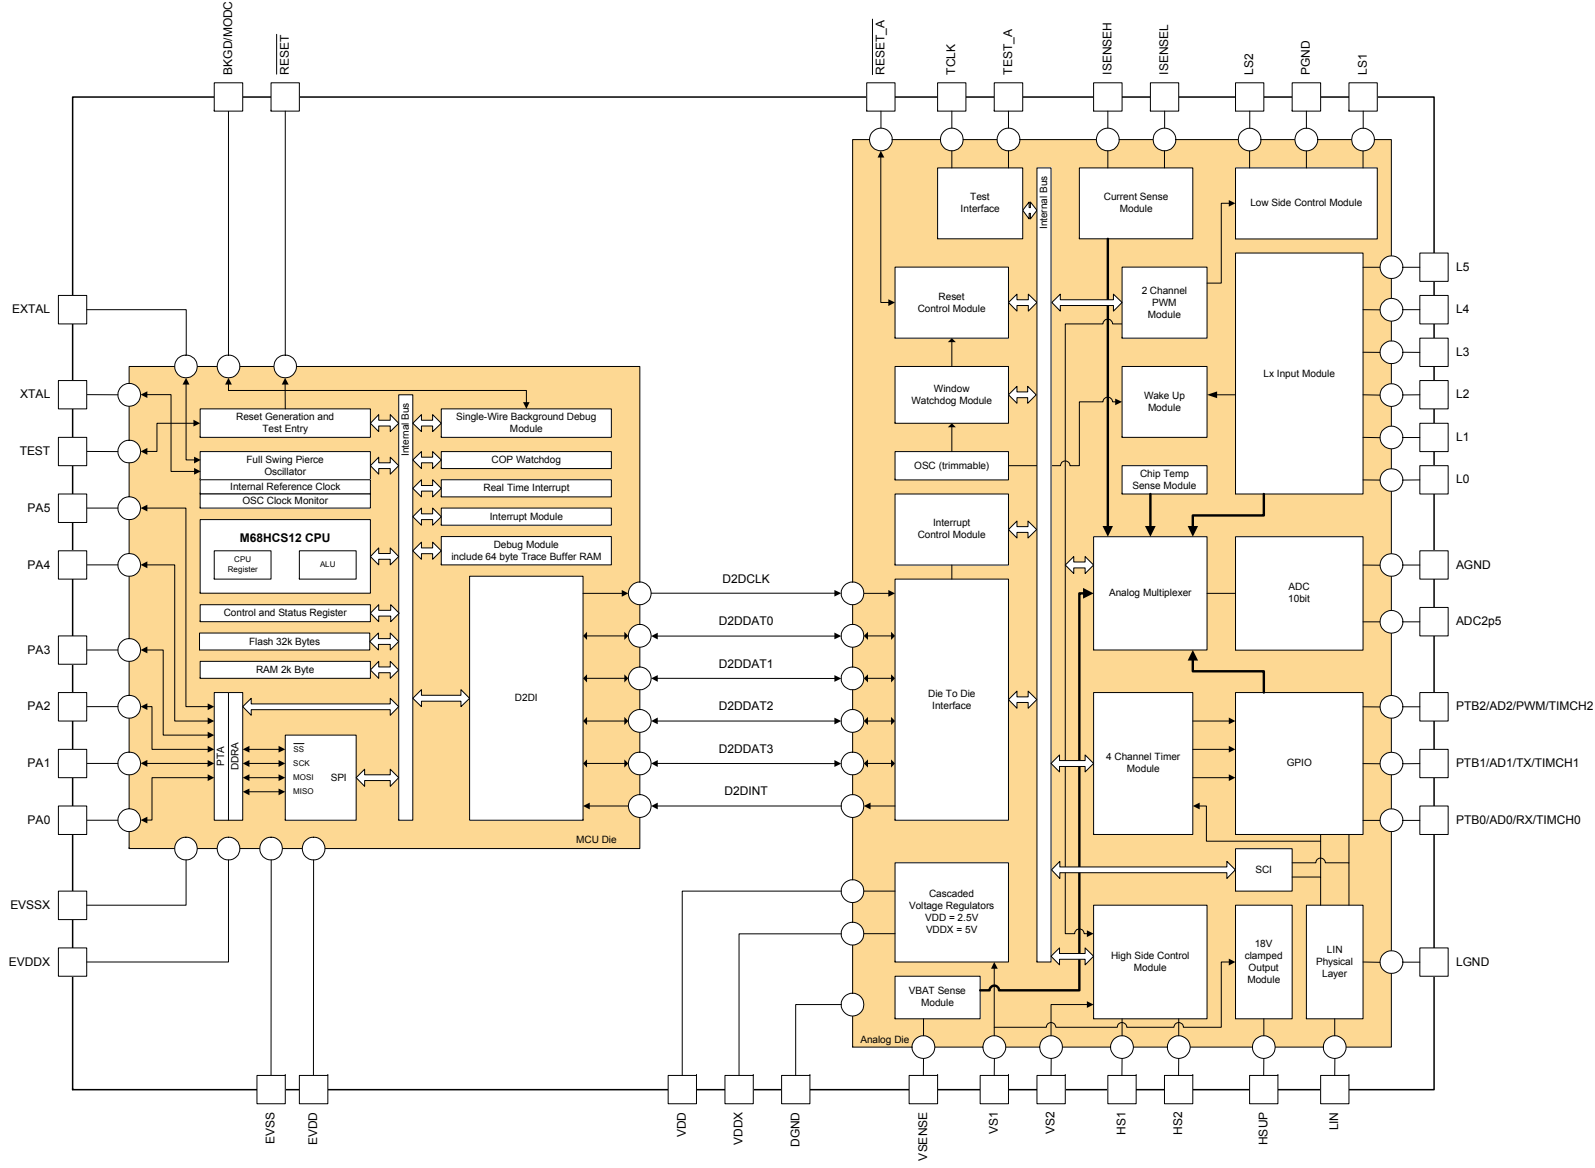 BKGD/MODC
RESET
RESET_A
TCLK
TEST_A
ISENSEH
ISENSEL
LS2
PGND
LS1
EXTAL
XTAL
TEST
PA5
PA4
PA3
PA2
PA1
PA0
EVSSX
EVDDX
Reset Generation and
Test Entry
Full Swing Pierce
Oscillator
Internal Reference Clock
OSC Clock Monitor
M68HCS12 CPU
CPU
Register
ALU
Control and Status Register
Flash 32k Bytes
RAM 2k Byte
PTA
DDRA
SS
SCK
MOSI
MISO
SPI
Internal Bus
Single-Wire Background Debug
Module
COP Watchdog
Real Time Interrupt
Interrupt Module
Debug Module
include 64 byte Trace Buffer RAM
D2DI
MCU Die
D2DCLK
D2DDAT0
D2DDAT1
D2DDAT2
D2DDAT3
D2DINT
Test
Interface
Internal Bus
Current Sense
Module
Low Side Control Module
Reset
Control Module
2 Channel
PWM
Module
Window
Watchdog Module
Wake Up
Module
Lx Input Module
OSC (trimmable)
Chip Temp
Sense Module
Interrupt
Control Module
Analog Multiplexer
ADC
10bit
Die To Die
Interface
4 Channel Timer
Module
GPIO
SCI
Cascaded
Voltage Regulators
VDD = 2.5V
VDDX = 5V
VBAT Sense
Module
High Side Control
Module
18V
clamped
Output
Module
LIN
Physical
Layer
Analog Die
L5
L4
L3
L2
L1
L0
AGND
ADC2p5
PTB2/AD2/PWM/TIMCH2
PTB1/AD1/TX/TIMCH1
PTB0/AD0/RX/TIMCH0
LGND
EVSS
EVDD
VDD
VDDX
DGND
VSENSE
VS1
VS2
HS1
HS2
HSUP
LIN